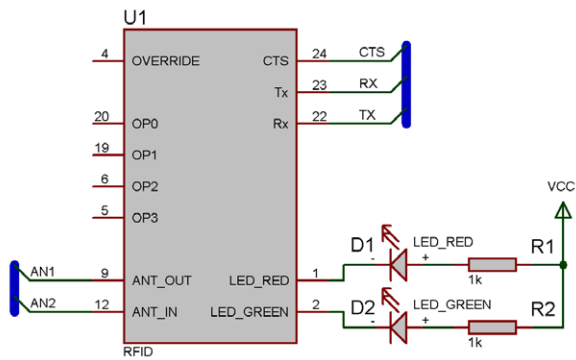 U1
4 OVERRIDE CTS 24 CTS
Tx 23 RX
20 OP0 Rx 22 TX
19 OP1
6 OP2
5 OP3
VCC
D1 LED_RED R1
- +
AN1 9 ANT_OUT LED_RED 1 1k
D2 LED_GREEN R2
AN2 12 ANT_IN LED_GREEN 2 - +
1k
RFID